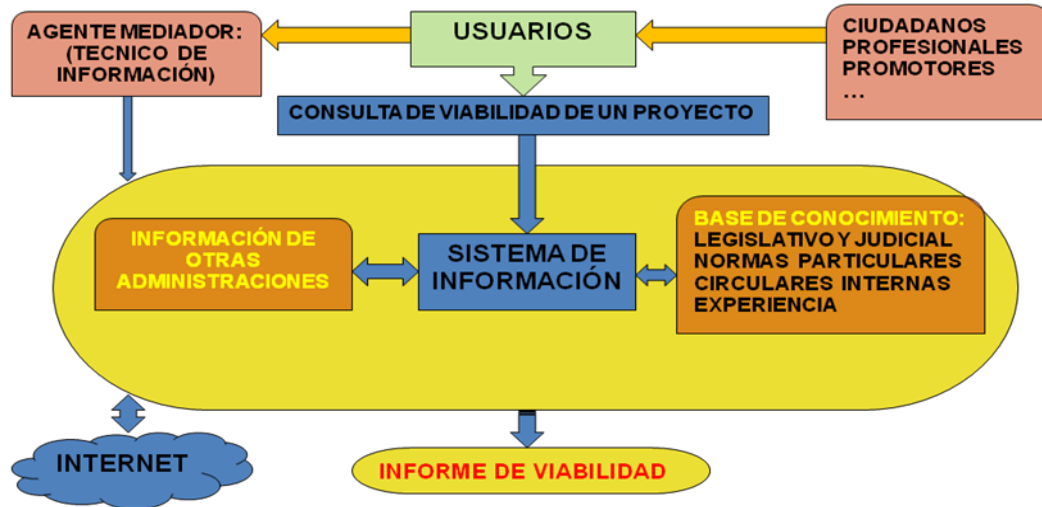 AGENTE MEDIADOR:
(TECNICO DE
INFORMACIÓN)
USUARIOS
CIUDADANOS
PROFESIONALES
PROMOTORES
...
CONSULTA DE VIABILIDAD DE UN PROYECTO
INFORMACIÓN DE
OTRAS
ADMINISTRACIONES
SISTEMA DE
INFORMACIÓN
BASE DE CONOCIMIENTO:
LEGISLATIVO Y JUDICIAL
NORMAS PARTICULARES
CIRCULARES INTERNAS
EXPERIENCIA
INTERNET
INFORME DE VIABILIDAD